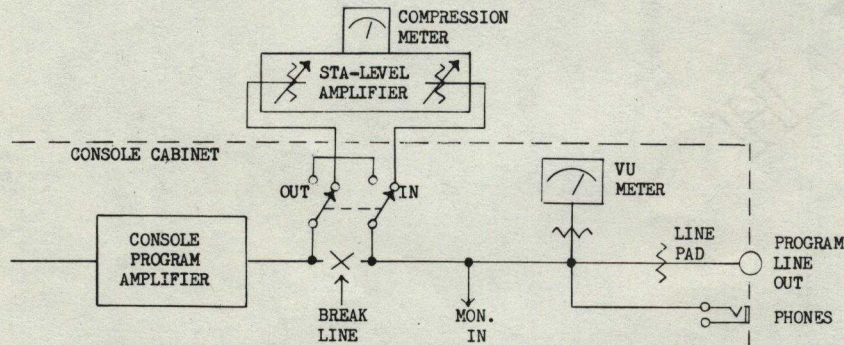 COMPRESSION
METER
STA-LEVEL
AMPLIFIER
CONSOLE CABINET
OUT
IN
VU
METER
CONSOLE
PROGRAM
AMPLIFIER
LINE
PAD
PROGRAM
LINE
OUT
BREAK
LINE
MON.
IN
PHONES